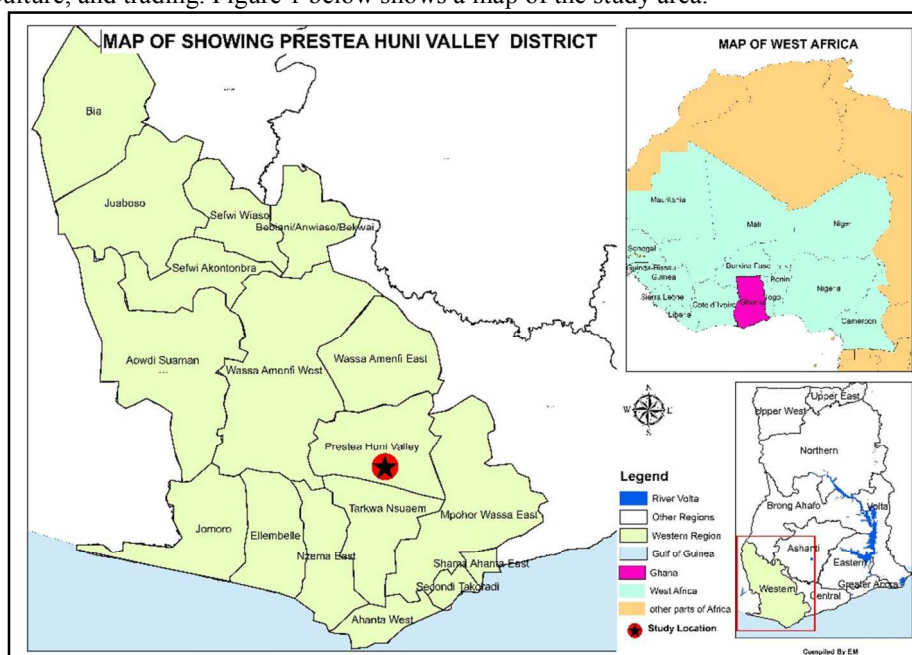 culture, and trading. Figure 1 below shows a map of the study area.
MAP OF SHOWING PRESTEA HUNI VALLEY DISTRICT
Bia
Juaboso
Sefwi Wiaso
Bebiani/Anwiaso/Bekwai
Sefwi Akontonbra
Aowdi Suaman
Wassa Amenfi West
Wassa Amenfi East
Prestea Huni Valley
Jomoro
Ellembelle
Nzema East
Tarkwa Nsuaem
Mpohor Wassa East
Shama Ahanta East
Secondi Takoradi
Ahanta West
MAP OF WEST AFRICA
Mauritania
Mali
Niger
Senegal
Guinea-Bissau
Guinea
Burkina Faso
Benin
Sierra Leone
Cote d'Ivoire
Ghana
Togo
Nigeria
Liberia
Cameroon
N
W
E
S
Legend
River Volta
Other Regions
Western Region
Gulf of Guinea
Ghana
West Africa
other parts of Africa
Study Location
Upper East
Upper West
Northern
Brong Ahafo
Volta
Ashanti
Eastern
Western
Central
Greater Accra
Compiled By EM